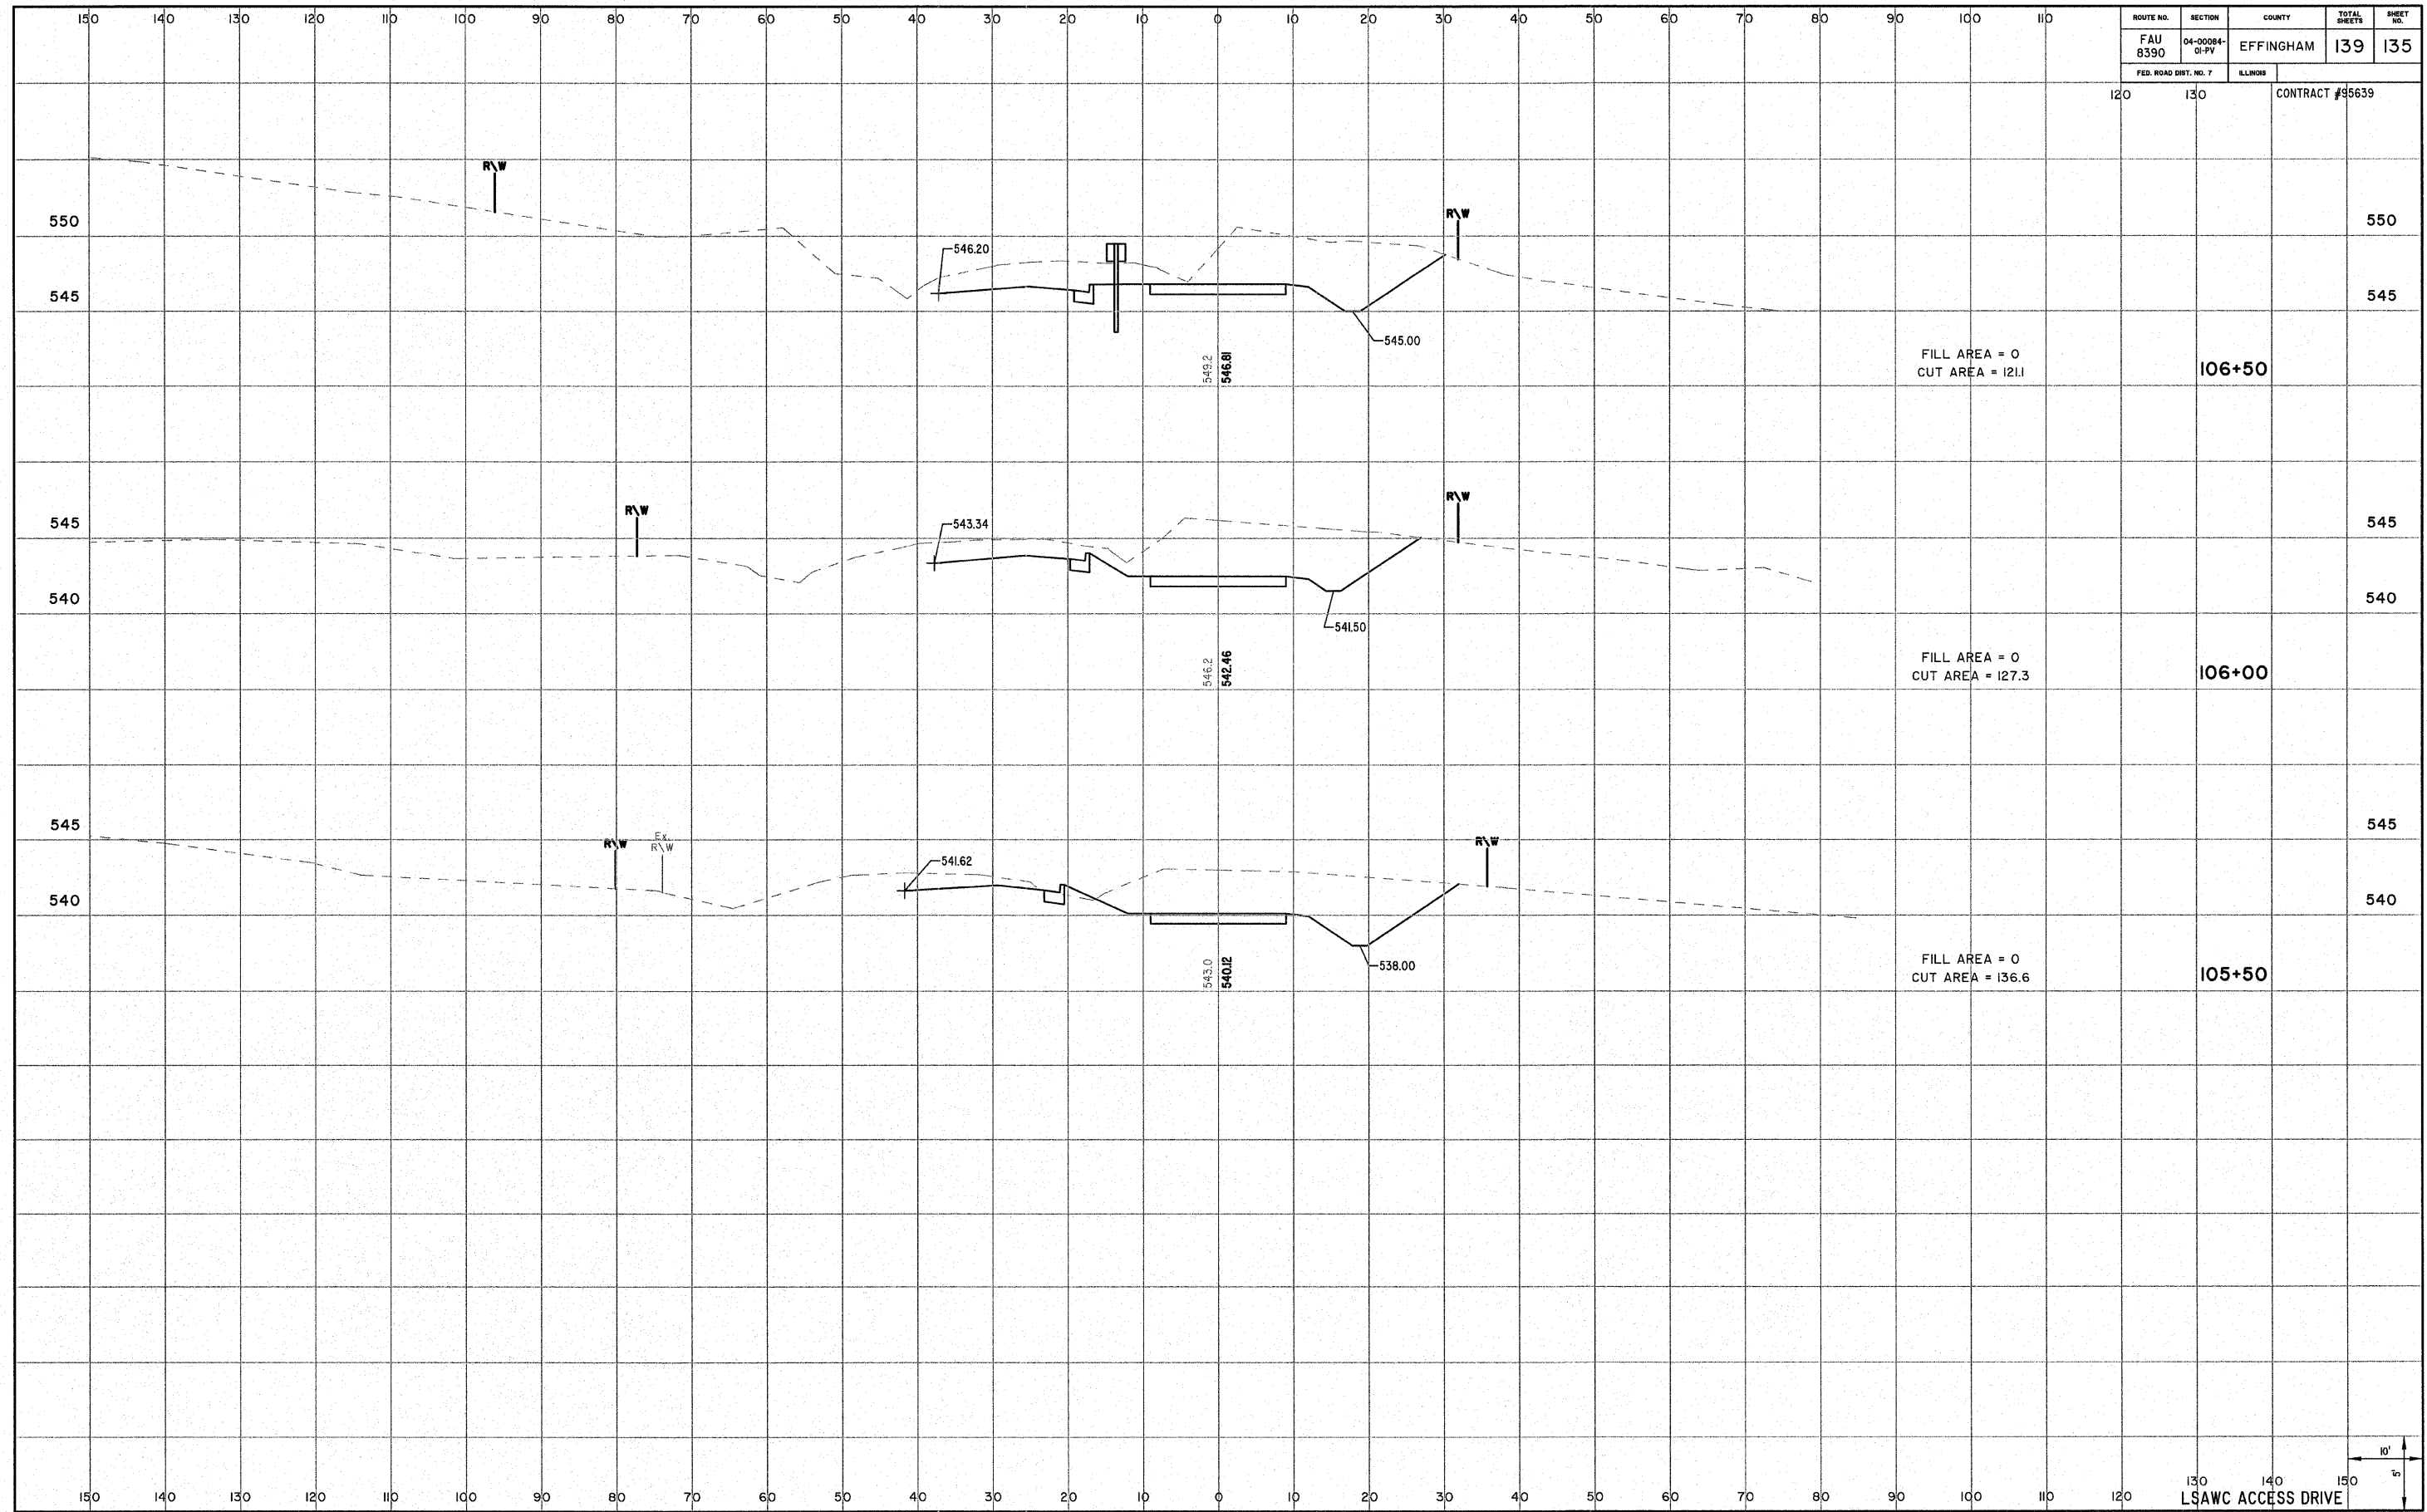 150 140 130 120 110 100 90 80 70 60 50 40 30 20 10 0 10 20 30 40 50 60 70 80 90 100 110
ROUTE NO. SECTION COUNTY TOTAL SHEETS SHEET NO.
FAU 8390 04-00084-01-PV EFFINGHAM 139 135
FED. ROAD DIST. NO. 7 ILLINOIS
120 130 CONTRACT #95639
R\W
R\W
550 550
546.20
545 545
545.00
549.2
546.81
FILL AREA = 0
CUT AREA = 121.1
106+50
R\W
R\W
545 545
543.34
540 540
541.50
546.2
542.46
FILL AREA = 0
CUT AREA = 127.3
106+00
545 545
R\W
Ex.
R\W
R\W
541.62
540 540
538.00
543.0
540.12
FILL AREA = 0
CUT AREA = 136.6
105+50
10'
5'
130 140 150
150 140 130 120 110 100 90 80 70 60 50 40 30 20 10 0 10 20 30 40 50 60 70 80 90 100 110 120
LSAWC ACCESS DRIVE